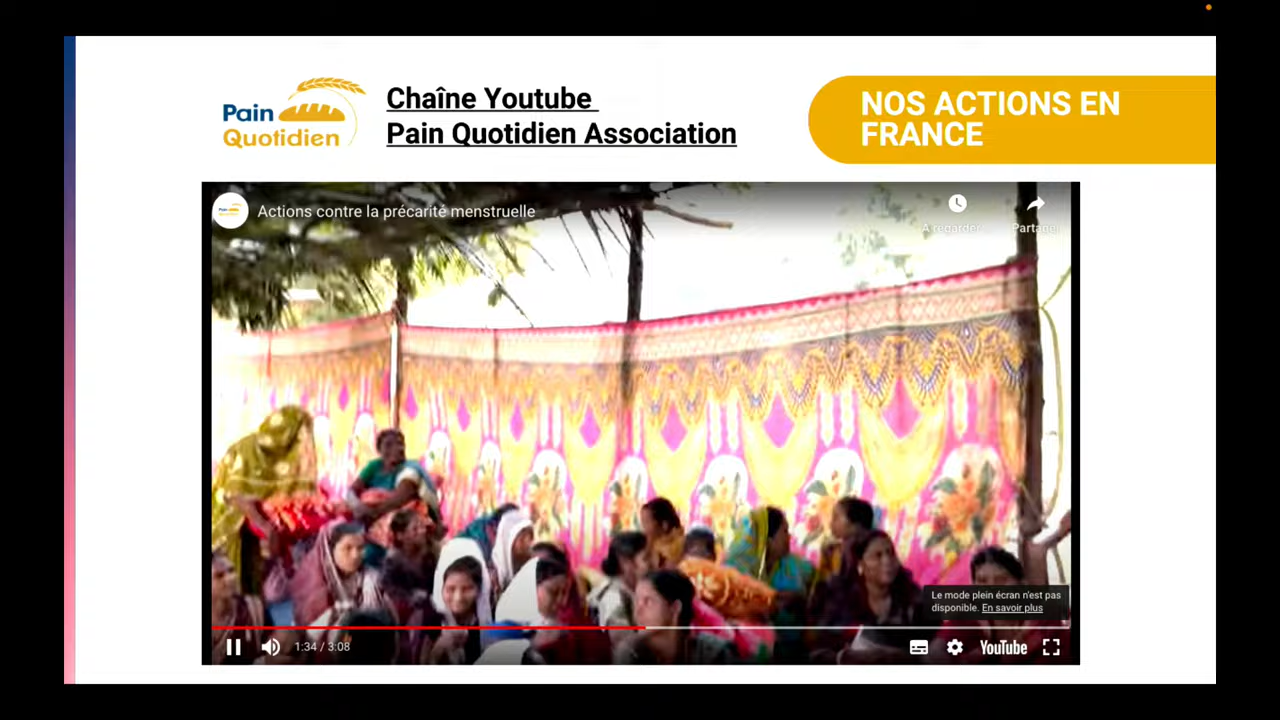 Pain
Quotidien
Chaîne Youtube
Pain Quotidien Association
NOS ACTIONS EN
FRANCE
Actions contre la précarité menstruelle
À regarder
Partager
Le mode plein écran n'est pas
disponible. En savoir plus
1:34 / 3:08
YouTube